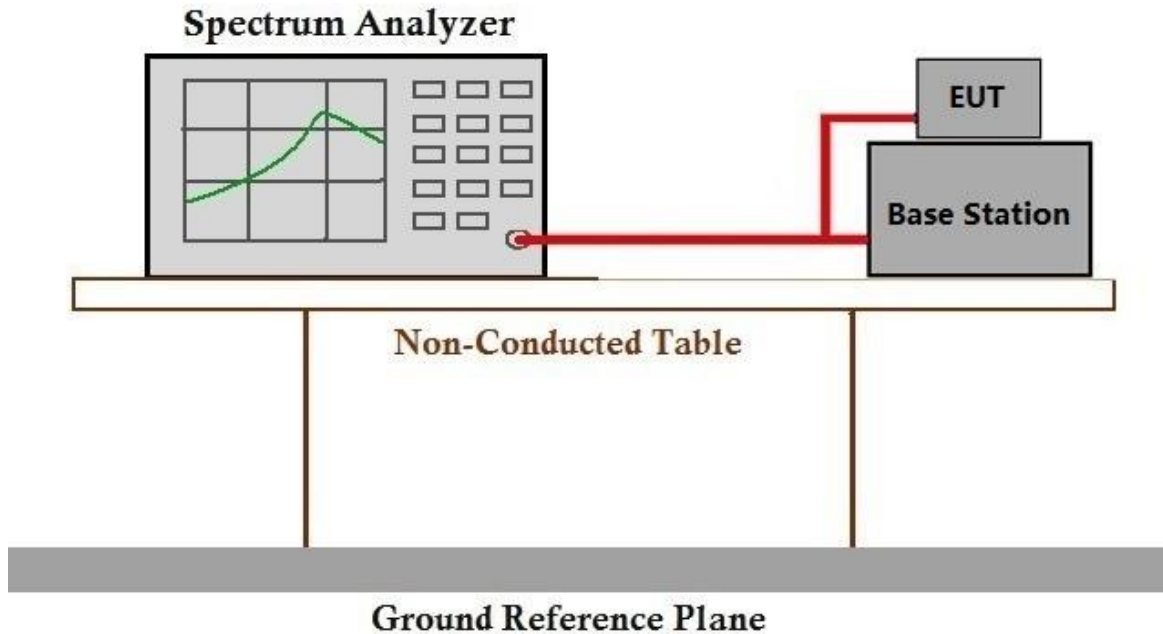 Spectrum Analyzer
EUT
Base Station
Non-Conducted Table
Ground Reference Plane